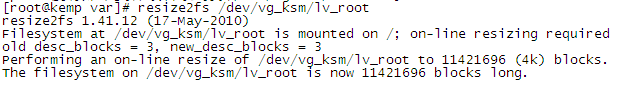 [root@kemp var]# resize2fs /dev/vg_ksm/lv_root
resize2fs 1.41.12 (17-May-2010)
Filesystem at /dev/vg_ksm/lv_root is mounted on /; on-line resizing required
old desc_blocks = 3, new_desc_blocks = 3
Performing an on-line resize of /dev/vg_ksm/lv_root to 11421696 (4k) blocks.
The filesystem on /dev/vg_ksm/lv_root is now 11421696 blocks long.